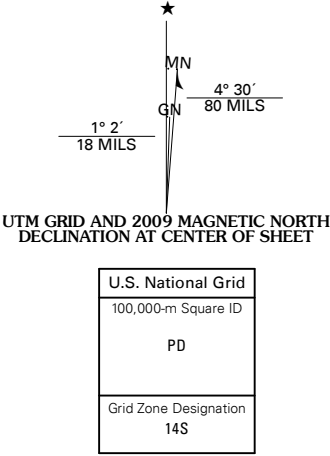 ★
MN
GN
4° 30´
80 MILS
1° 2´
18 MILS
UTM GRID AND 2009 MAGNETIC NORTH
DECLINATION AT CENTER OF SHEET
U.S. National Grid
100,000-m Square ID
PD
Grid Zone Designation
14S